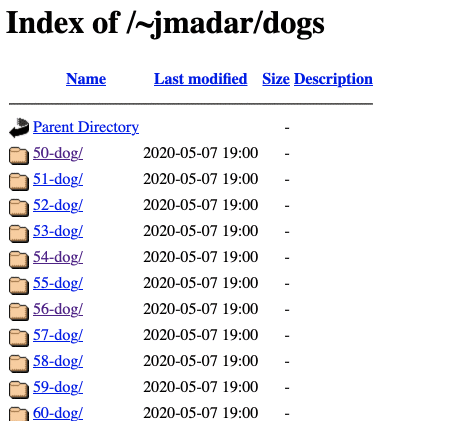 Index of /~jmadar/dogs
Name Last modified Size Description
Parent Directory -
50-dog/ 2020-05-07 19:00 -
51-dog/ 2020-05-07 19:00 -
52-dog/ 2020-05-07 19:00 -
53-dog/ 2020-05-07 19:00 -
54-dog/ 2020-05-07 19:00 -
55-dog/ 2020-05-07 19:00 -
56-dog/ 2020-05-07 19:00 -
57-dog/ 2020-05-07 19:00 -
58-dog/ 2020-05-07 19:00 -
59-dog/ 2020-05-07 19:00 -
60-dog/ 2020-05-07 19:00 -